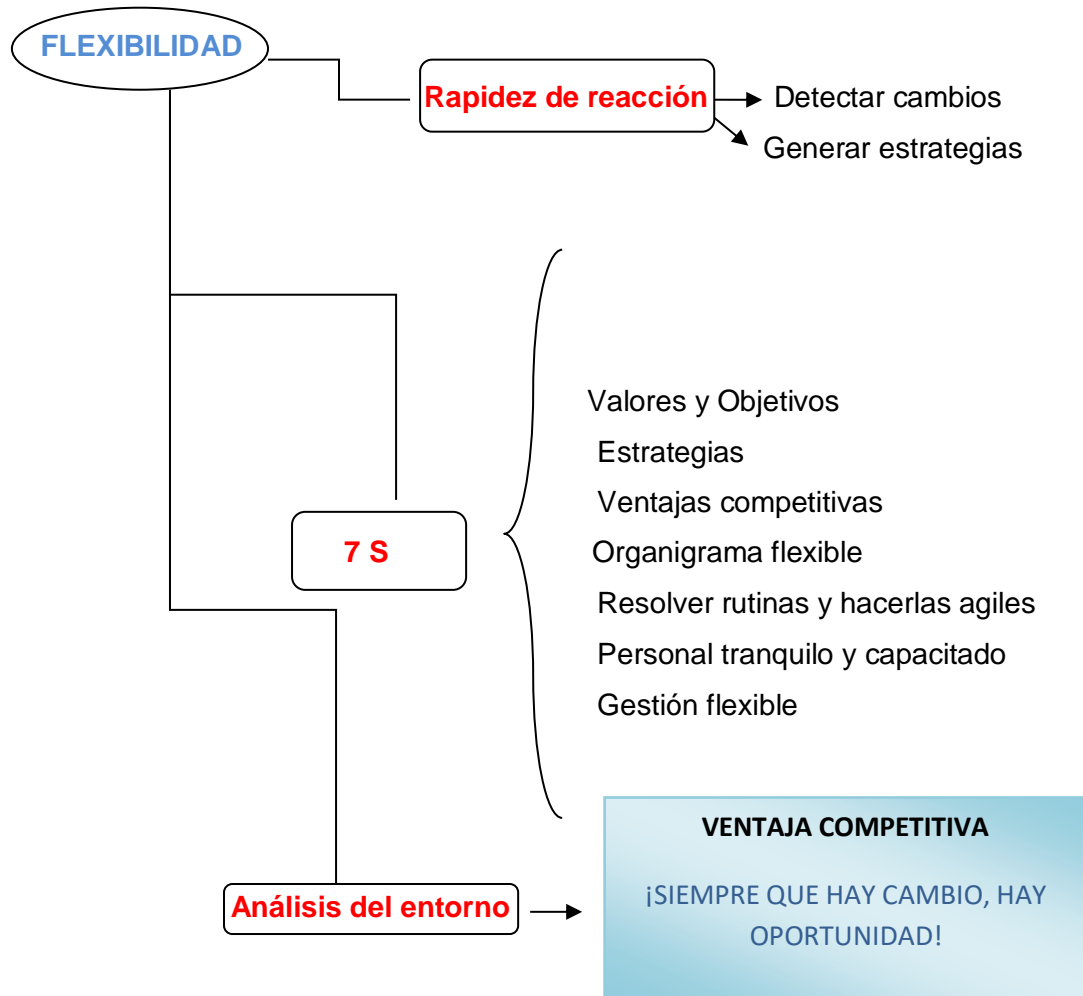 FLEXIBILIDAD
Rapidez de reacción
Detectar cambios
Generar estrategias
7 S
Valores y Objetivos
Estrategias
Ventajas competitivas
Organigrama flexible
Resolver rutinas y hacerlas agiles
Personal tranquilo y capacitado
Gestión flexible
Análisis del entorno
VENTAJA COMPETITIVA
¡SIEMPRE QUE HAY CAMBIO, HAY
OPORTUNIDAD!